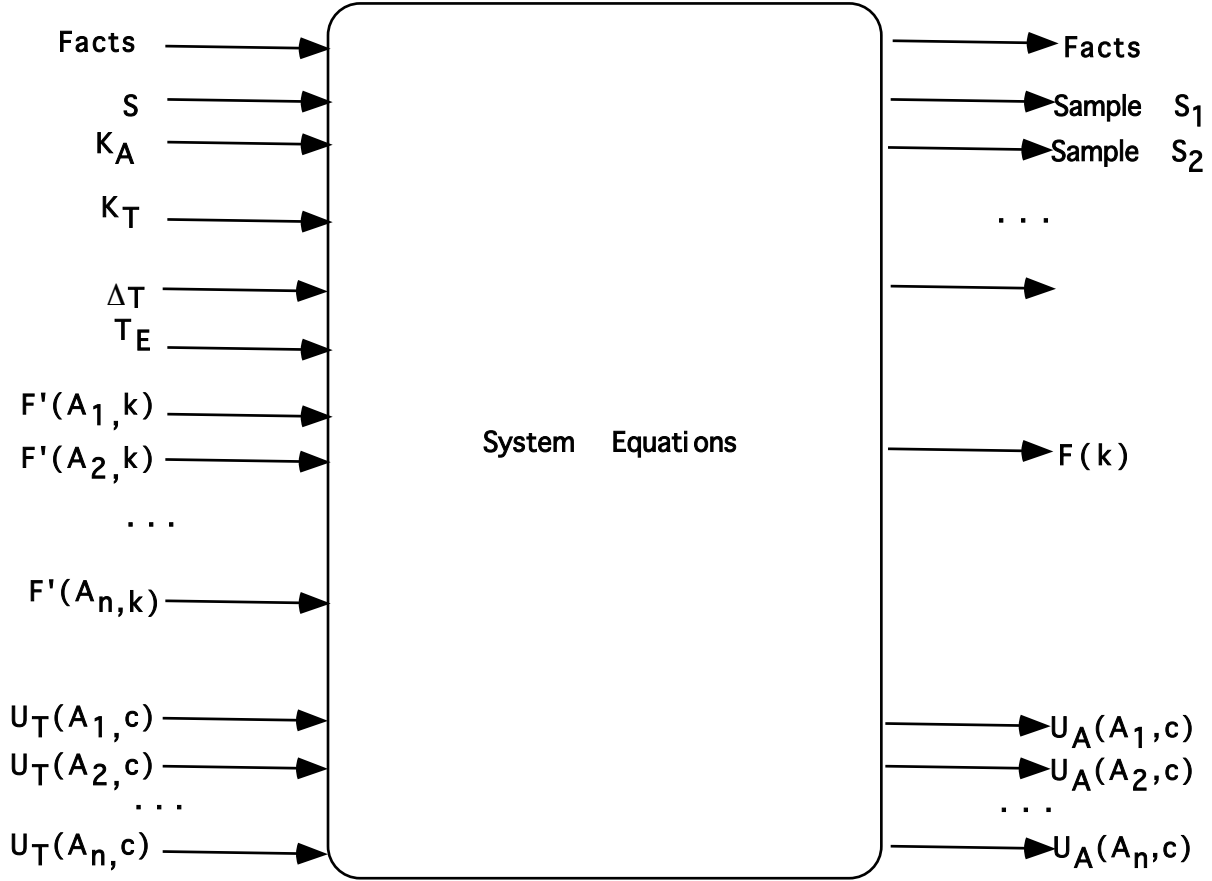 Facts
S
K_A
K_T
ΔT
T_E
F'(A_1,k)
F'(A_2,k)
...
F'(A_n,k)
U_T(A_1,c)
U_T(A_2,c)
...
U_T(A_n,c)
System Equations
Facts
Sample S_1
Sample S_2
...
F(k)
U_A(A_1,c)
U_A(A_2,c)
...
U_A(A_n,c)